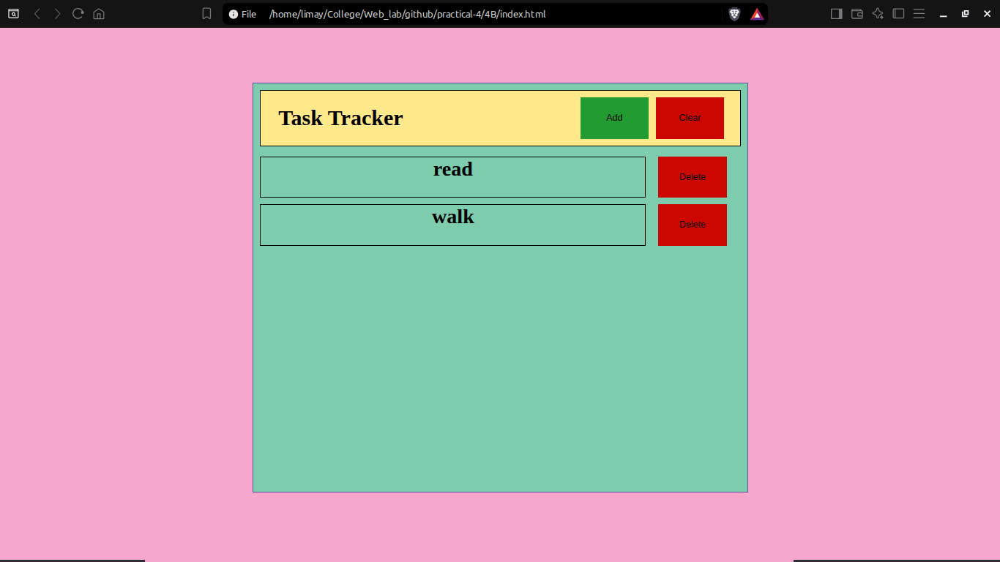 File /home/limay/College/Web_lab/github/practical-4/4B/index.html
Task Tracker Add Clear
read Delete
walk Delete